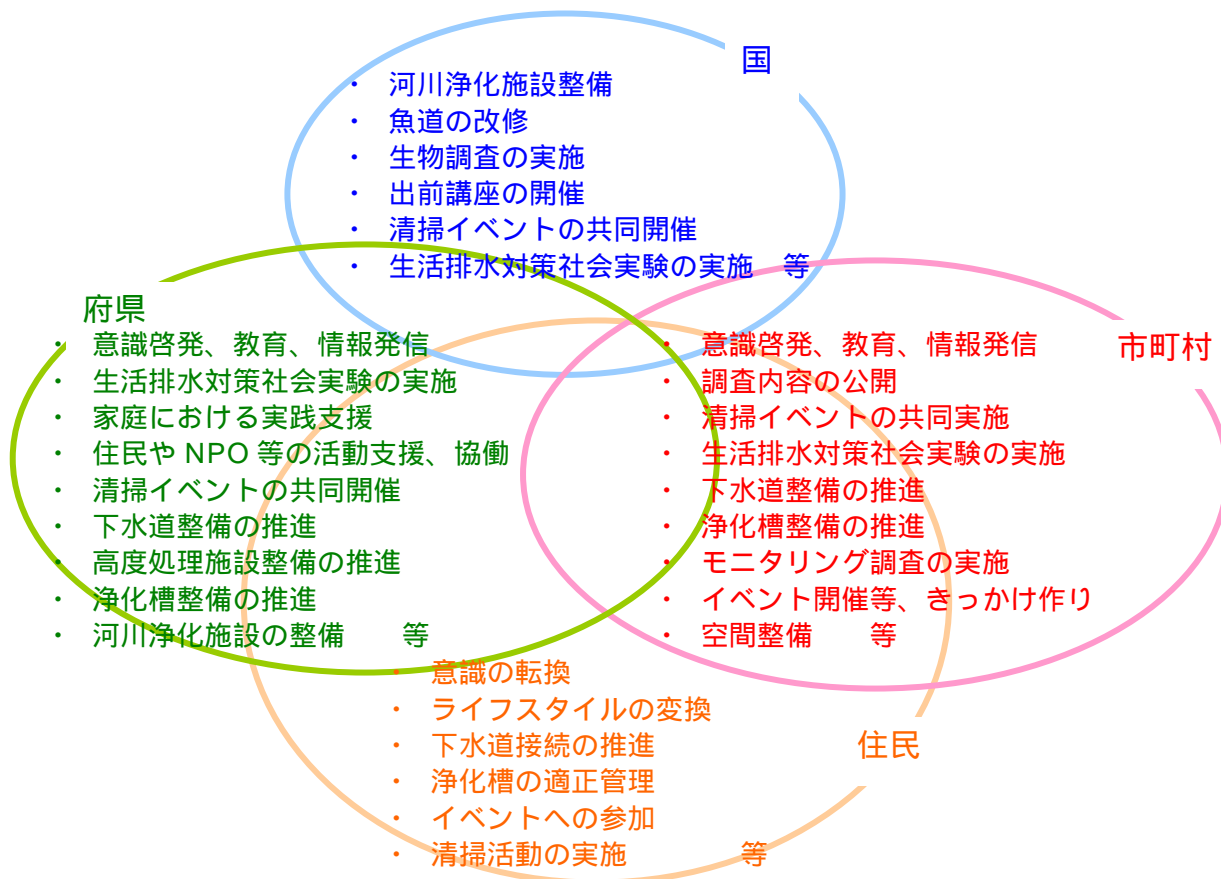 国
・ 河川浄化施設整備
・ 魚道の改修
・ 生物調査の実施
・ 出前講座の開催
・ 清掃イベントの共同開催
・ 生活排水対策社会実験の実施 等
府県
・ 意識啓発、教育、情報発信
・ 生活排水対策社会実験の実施
・ 家庭における実践支援
・ 住民や NPO 等の活動支援、協働
・ 清掃イベントの共同開催
・ 下水道整備の推進
・ 高度処理施設整備の推進
・ 浄化槽整備の推進
・ 河川浄化施設の整備 等
市町村
・ 意識啓発、教育、情報発信
・ 調査内容の公開
・ 清掃イベントの共同実施
・ 生活排水対策社会実験の実施
・ 下水道整備の推進
・ 浄化槽整備の推進
・ モニタリング調査の実施
・ イベント開催等、きっかけ作り
・ 空間整備 等
住民
・ 意識の転換
・ ライフスタイルの変換
・ 下水道接続の推進
・ 浄化槽の適正管理
・ イベントへの参加
・ 清掃活動の実施 等